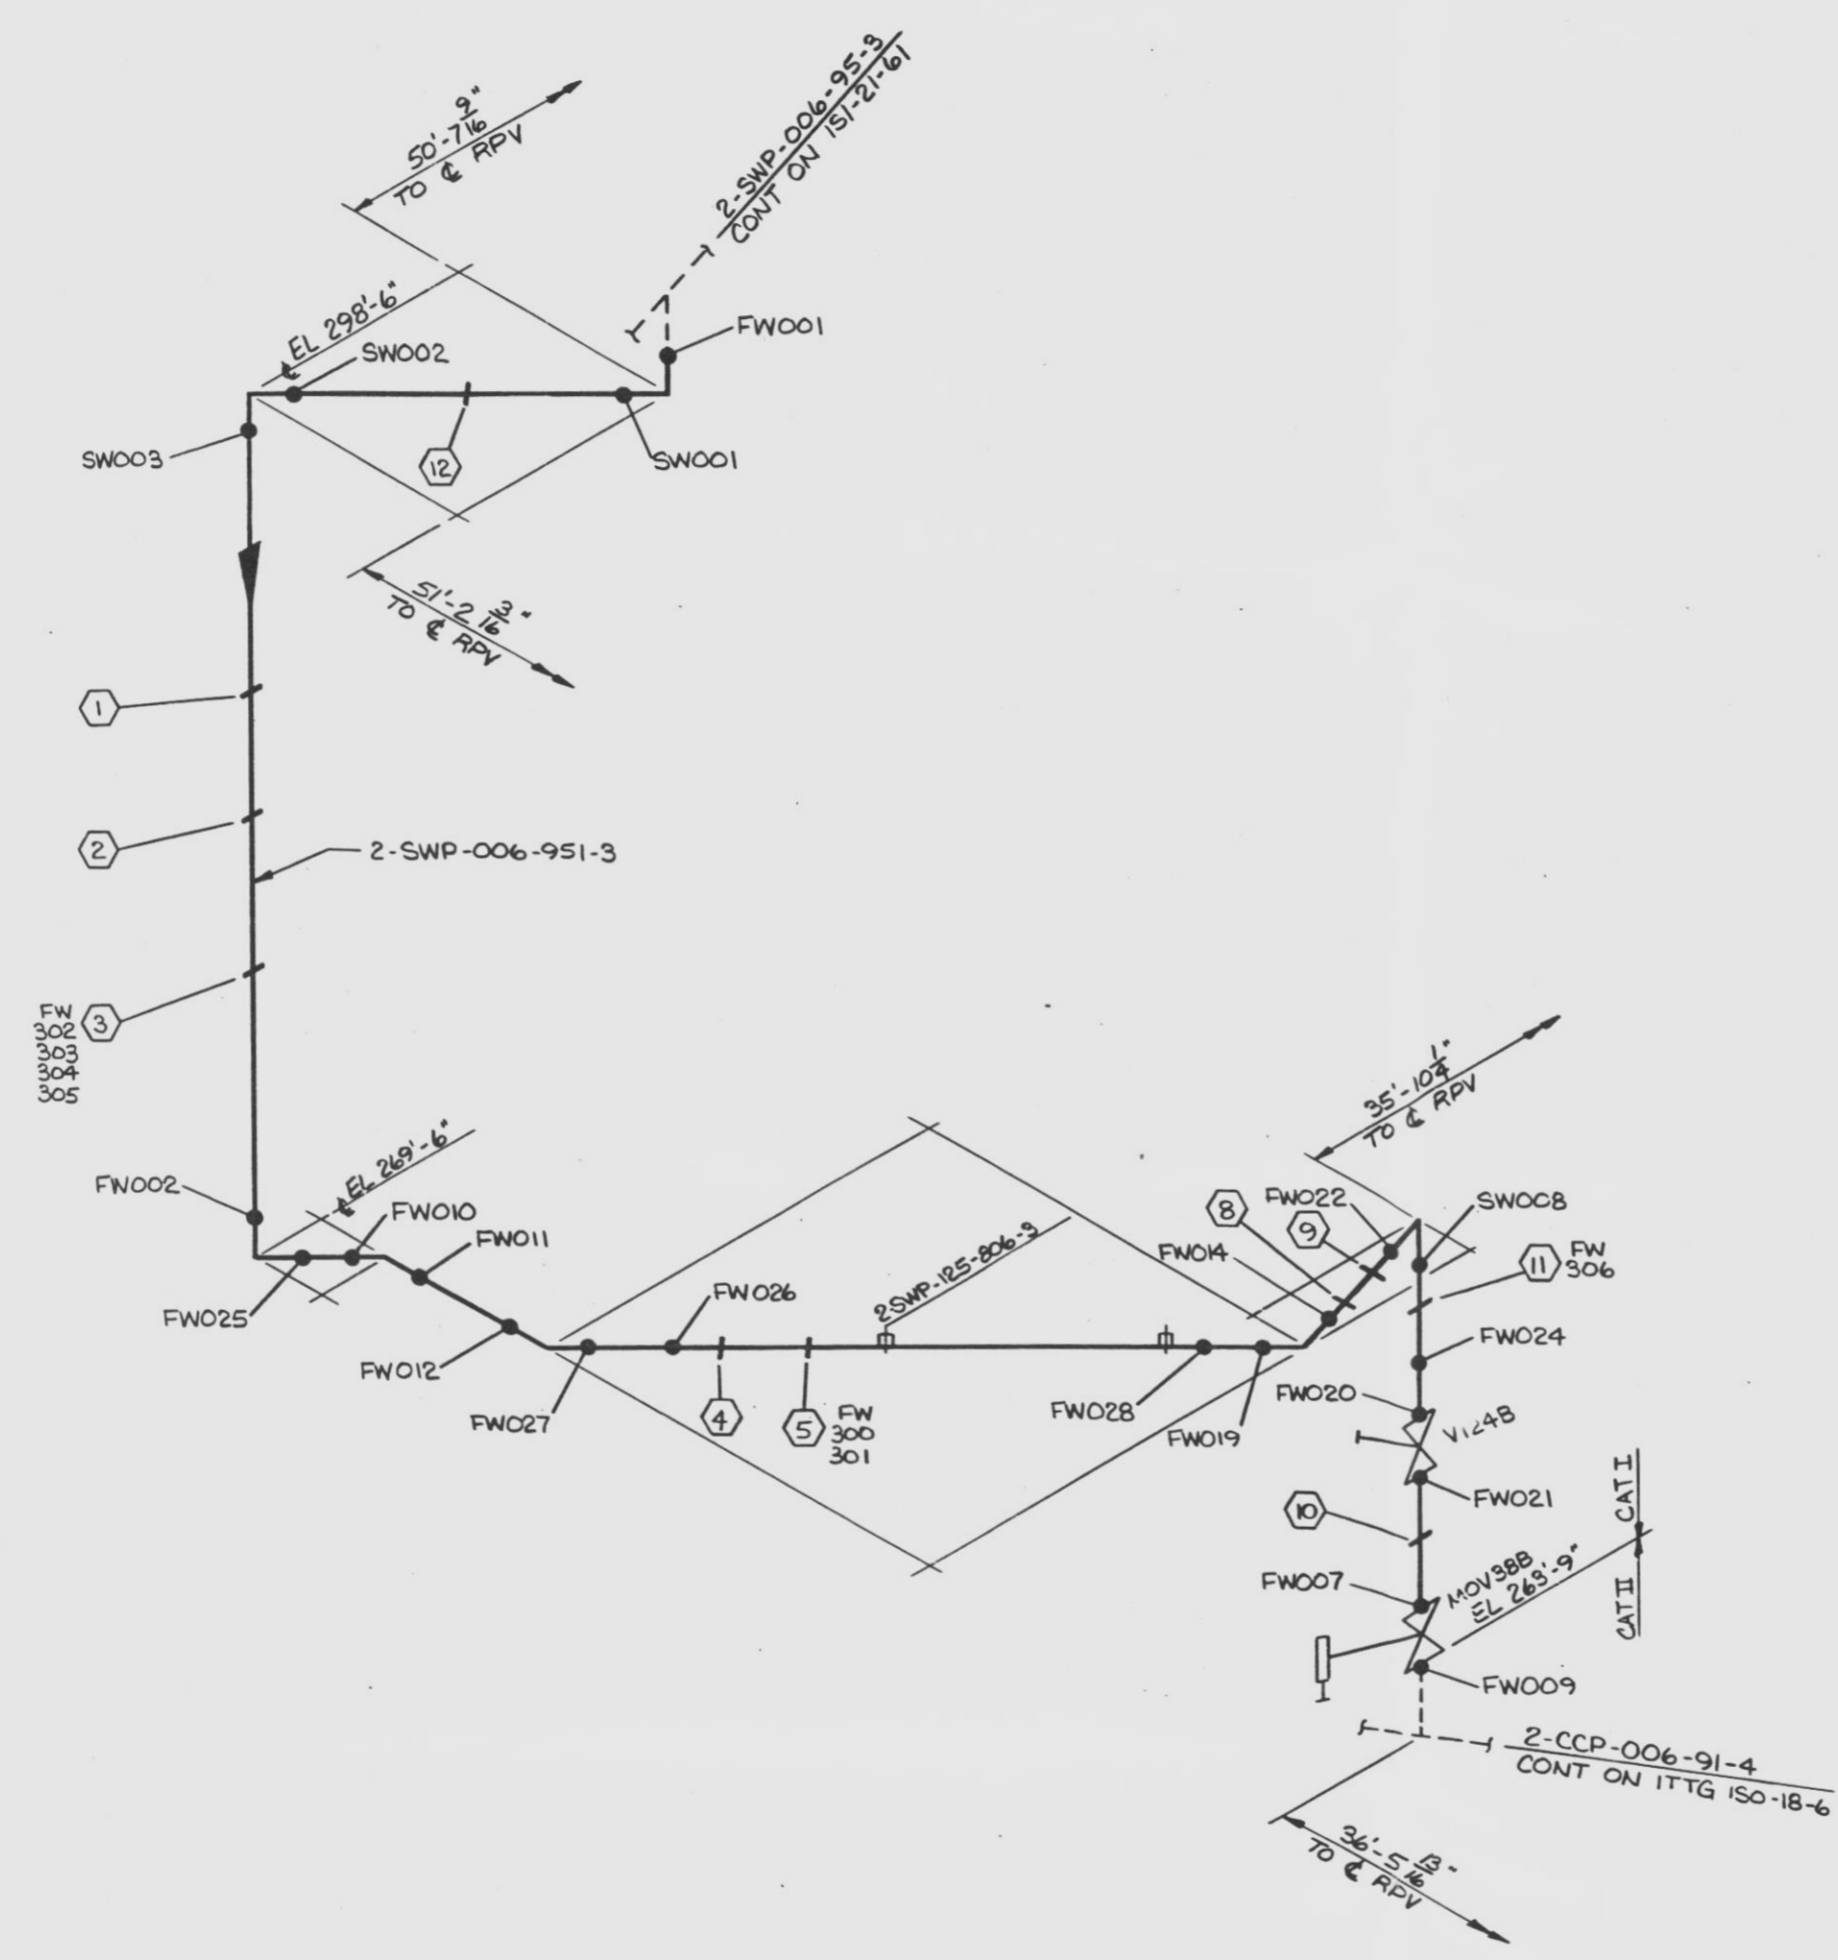 50'-7 9/16"
TO ℄ RPV
2-SWP-006-95-3
CONT ON ISI-21-61
℄ EL 298'-6"
SW002
FW001
SW003
12
SW001
51'-2 3/16"
TO ℄ RPV
1
2
2-SWP-006-951-3
3
FW
302
303
304
305
FW002
℄ EL 269'-6"
FW010
FW011
FW025
FW012
FW027
FW026
4
5
FW
300
301
2-SWP-125-806-3
FW028
FW019
FW014
8
9
FW022
35'-10 1/4"
TO ℄ RPV
SW008
11
FW
306
FW024
FW020
V124B
FW021
10
CAT I
CAT II
FW007
MOV38B
EL 263'-9"
FW009
2-CCP-006-91-4
CONT ON ITTG ISO-18-6
36'-5 13/16"
TO ℄ RPV